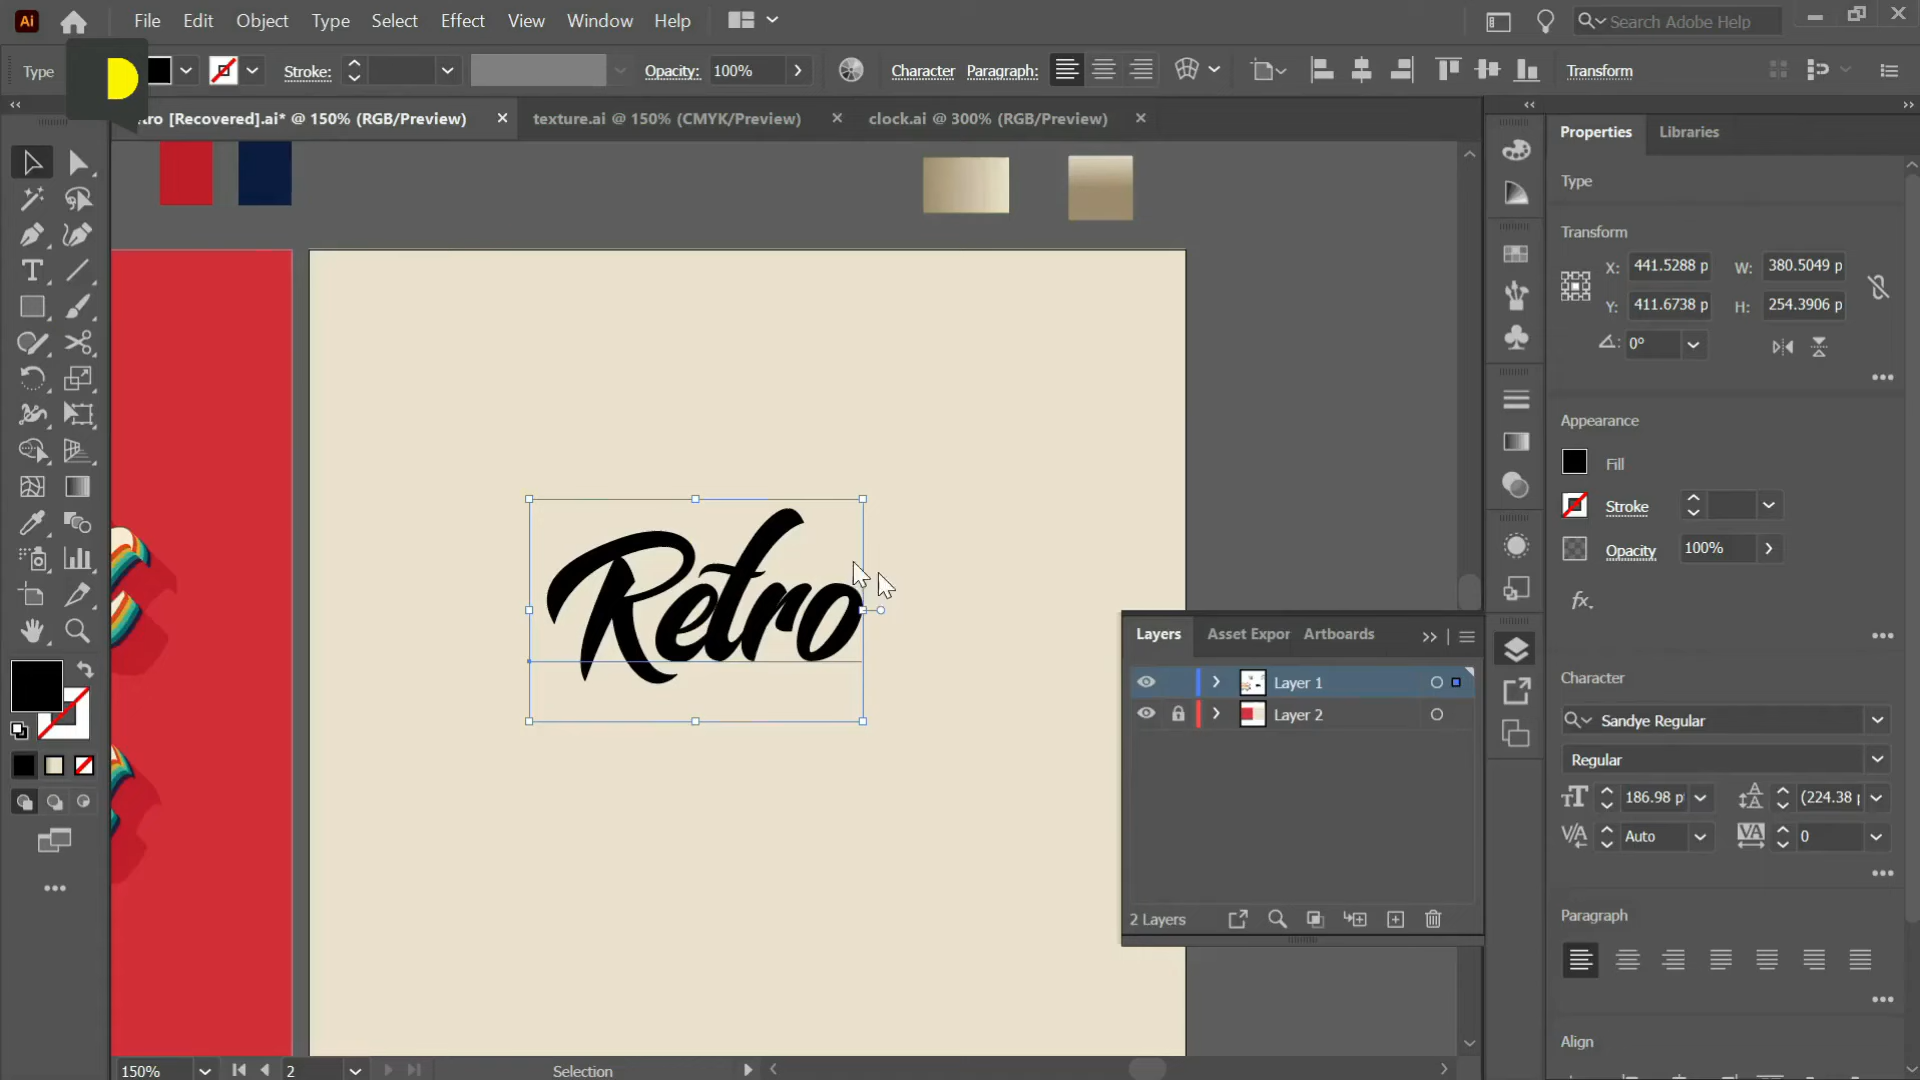 Ai
File
Edit
Object
Type
Select
Effect
View
Window
Help
Search Adobe Help
Type
Stroke:
Opacity:
100%
Character
Paragraph:
Transform
tro [Recovered].ai* @ 150% (RGB/Preview)
texture.ai @ 150% (CMYK/Preview)
clock.ai @ 300% (RGB/Preview)
Properties
Libraries
Type
Transform
X:
441.5288 p
W:
380.5049 p
Y:
411.6738 p
H:
254.3906 p
0°
Appearance
Fill
Stroke
Opacity
100%
fx.
Retro
Layers
Asset Expor
Artboards
Layer 1
Layer 2
2 Layers
Character
Sandye Regular
Regular
186.98 p
(224.38 p
Auto
0
Paragraph
Align
150%
2
Selection